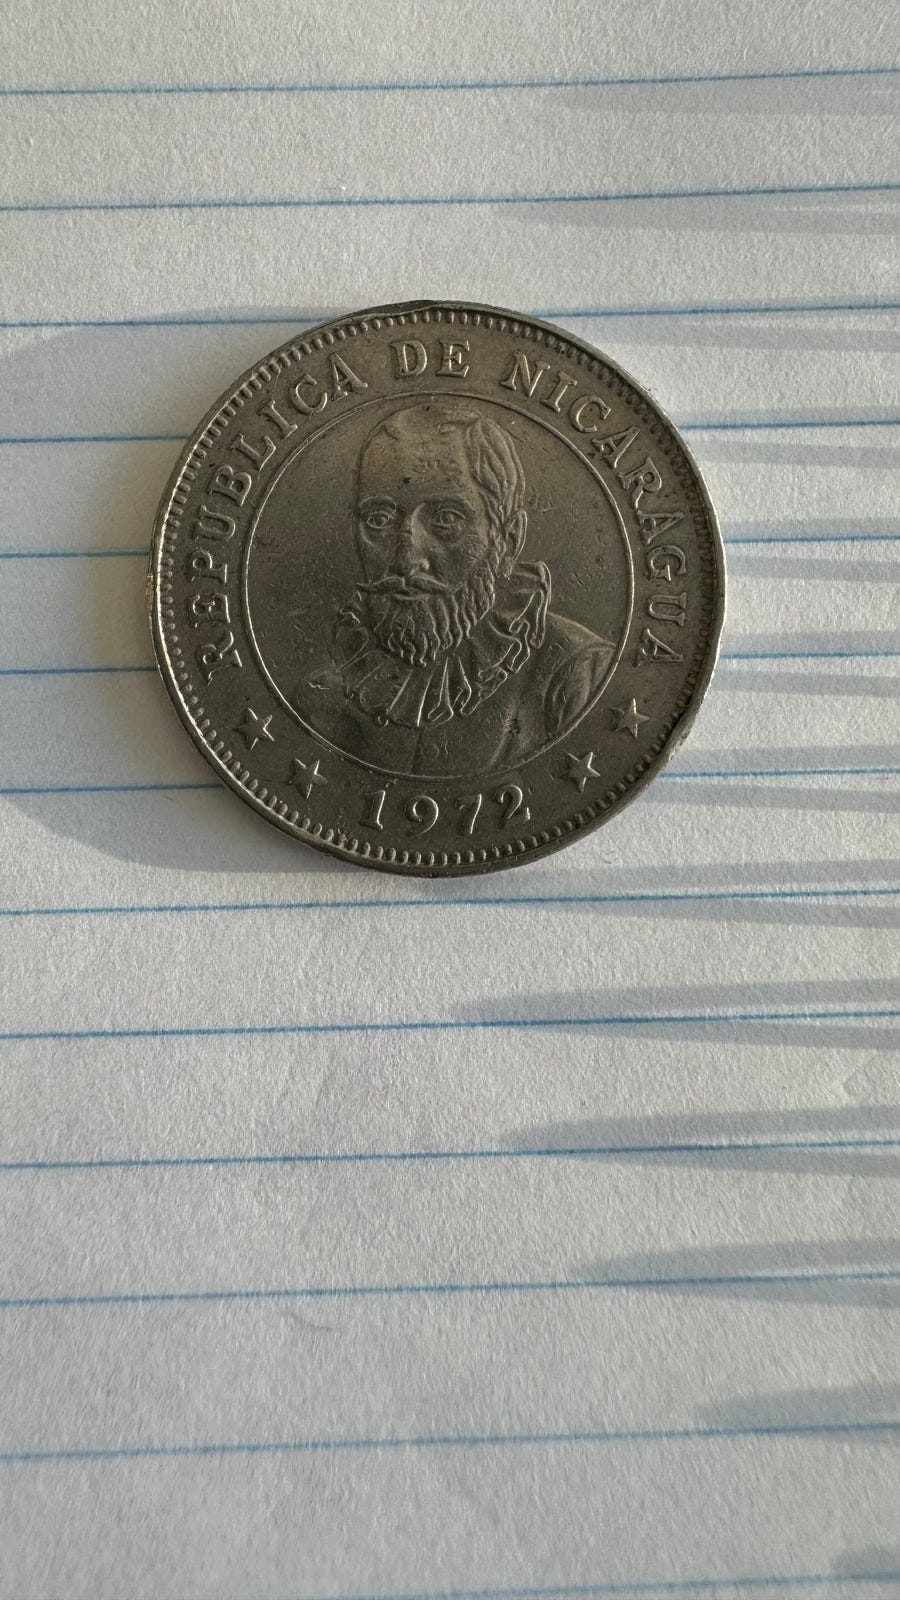 REPUBLICA DE NICARAGUA
1972